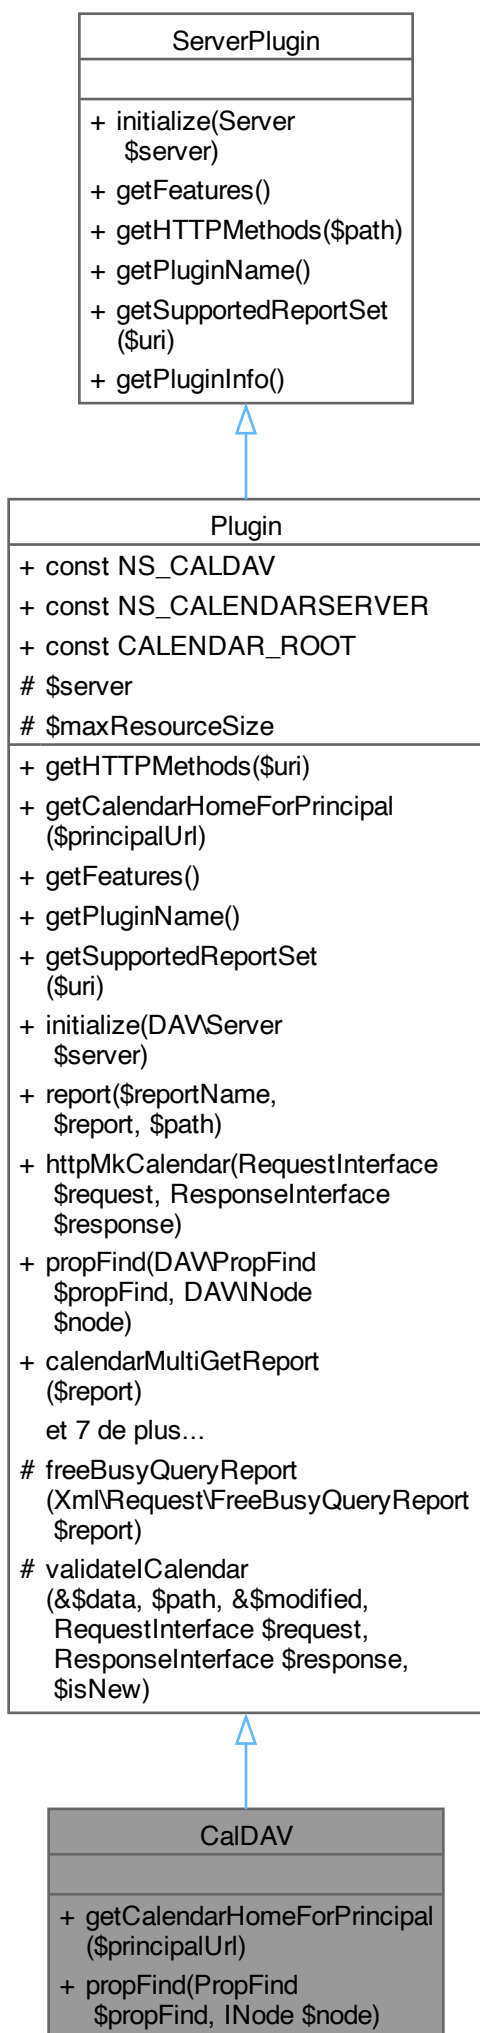 ServerPlugin
+ initialize(Server
$server)
+ getFeatures()
+ getHTTPMethods($path)
+ getPluginName()
+ getSupportedReportSet
($uri)
+ getPluginInfo()
Plugin
+ const NS_CALDAV
+ const NS_CALENDARSERVER
+ const CALENDAR_ROOT
# $server
# $maxResourceSize
+ getHTTPMethods($uri)
+ getCalendarHomeForPrincipal
($principalUrl)
+ getFeatures()
+ getPluginName()
+ getSupportedReportSet
($uri)
+ initialize(DAV\Server
$server)
+ report($reportName,
$report, $path)
+ httpMkCalendar(RequestInterface
$request, ResponseInterface
$response)
+ propFind(DAV\PropFind
$propFind, DAV\INode
$node)
+ calendarMultiGetReport
($report)
et 7 de plus...
# freeBusyQueryReport
(Xml\Request\FreeBusyQueryReport
$report)
# validateICalendar
(&$data, $path, &$modified,
RequestInterface $request,
ResponseInterface $response,
$isNew)
CalDAV
+ getCalendarHomeForPrincipal
($principalUrl)
+ propFind(PropFind
$propFind, INode $node)